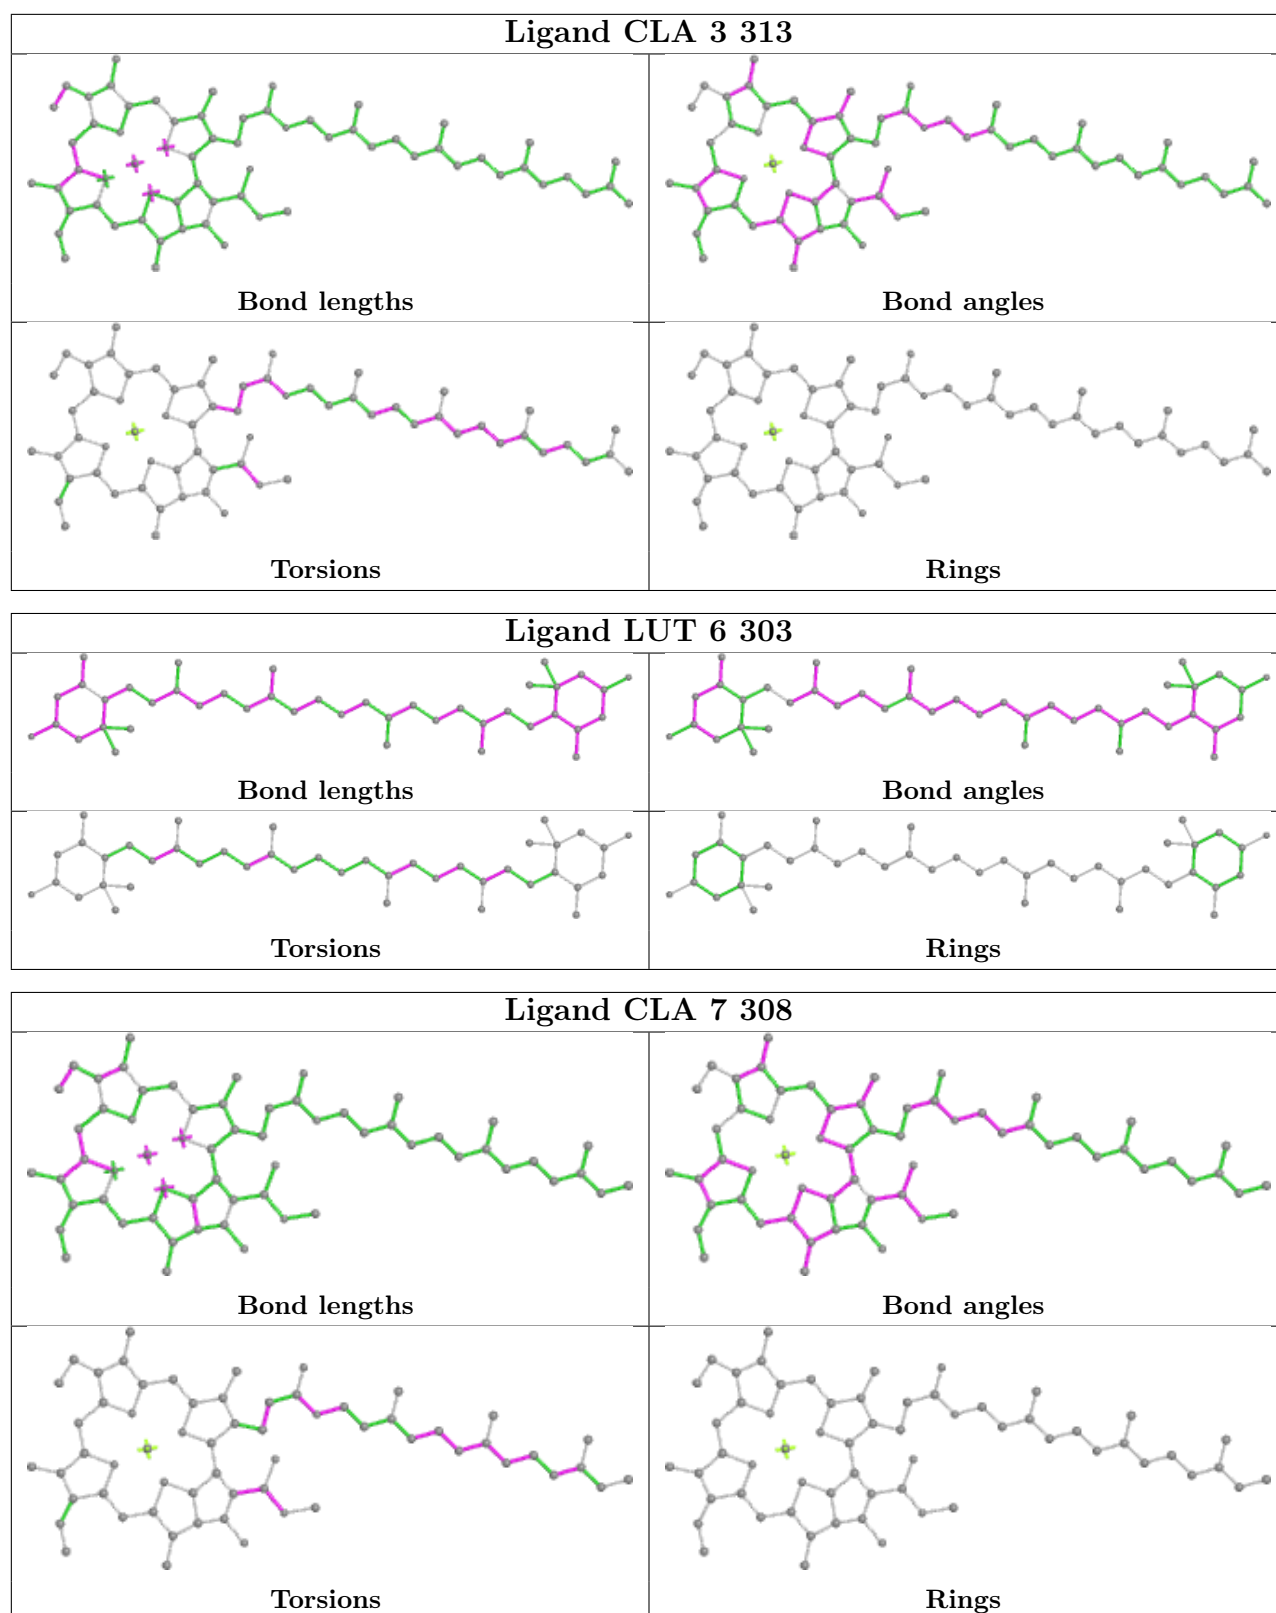 Ligand CLA 3 313
Bond lengths
Bond angles
Torsions
Rings
Ligand LUT 6 303
Bond lengths
Bond angles
Torsions
Rings
Ligand CLA 7 308
Bond lengths
Bond angles
Torsions
Rings